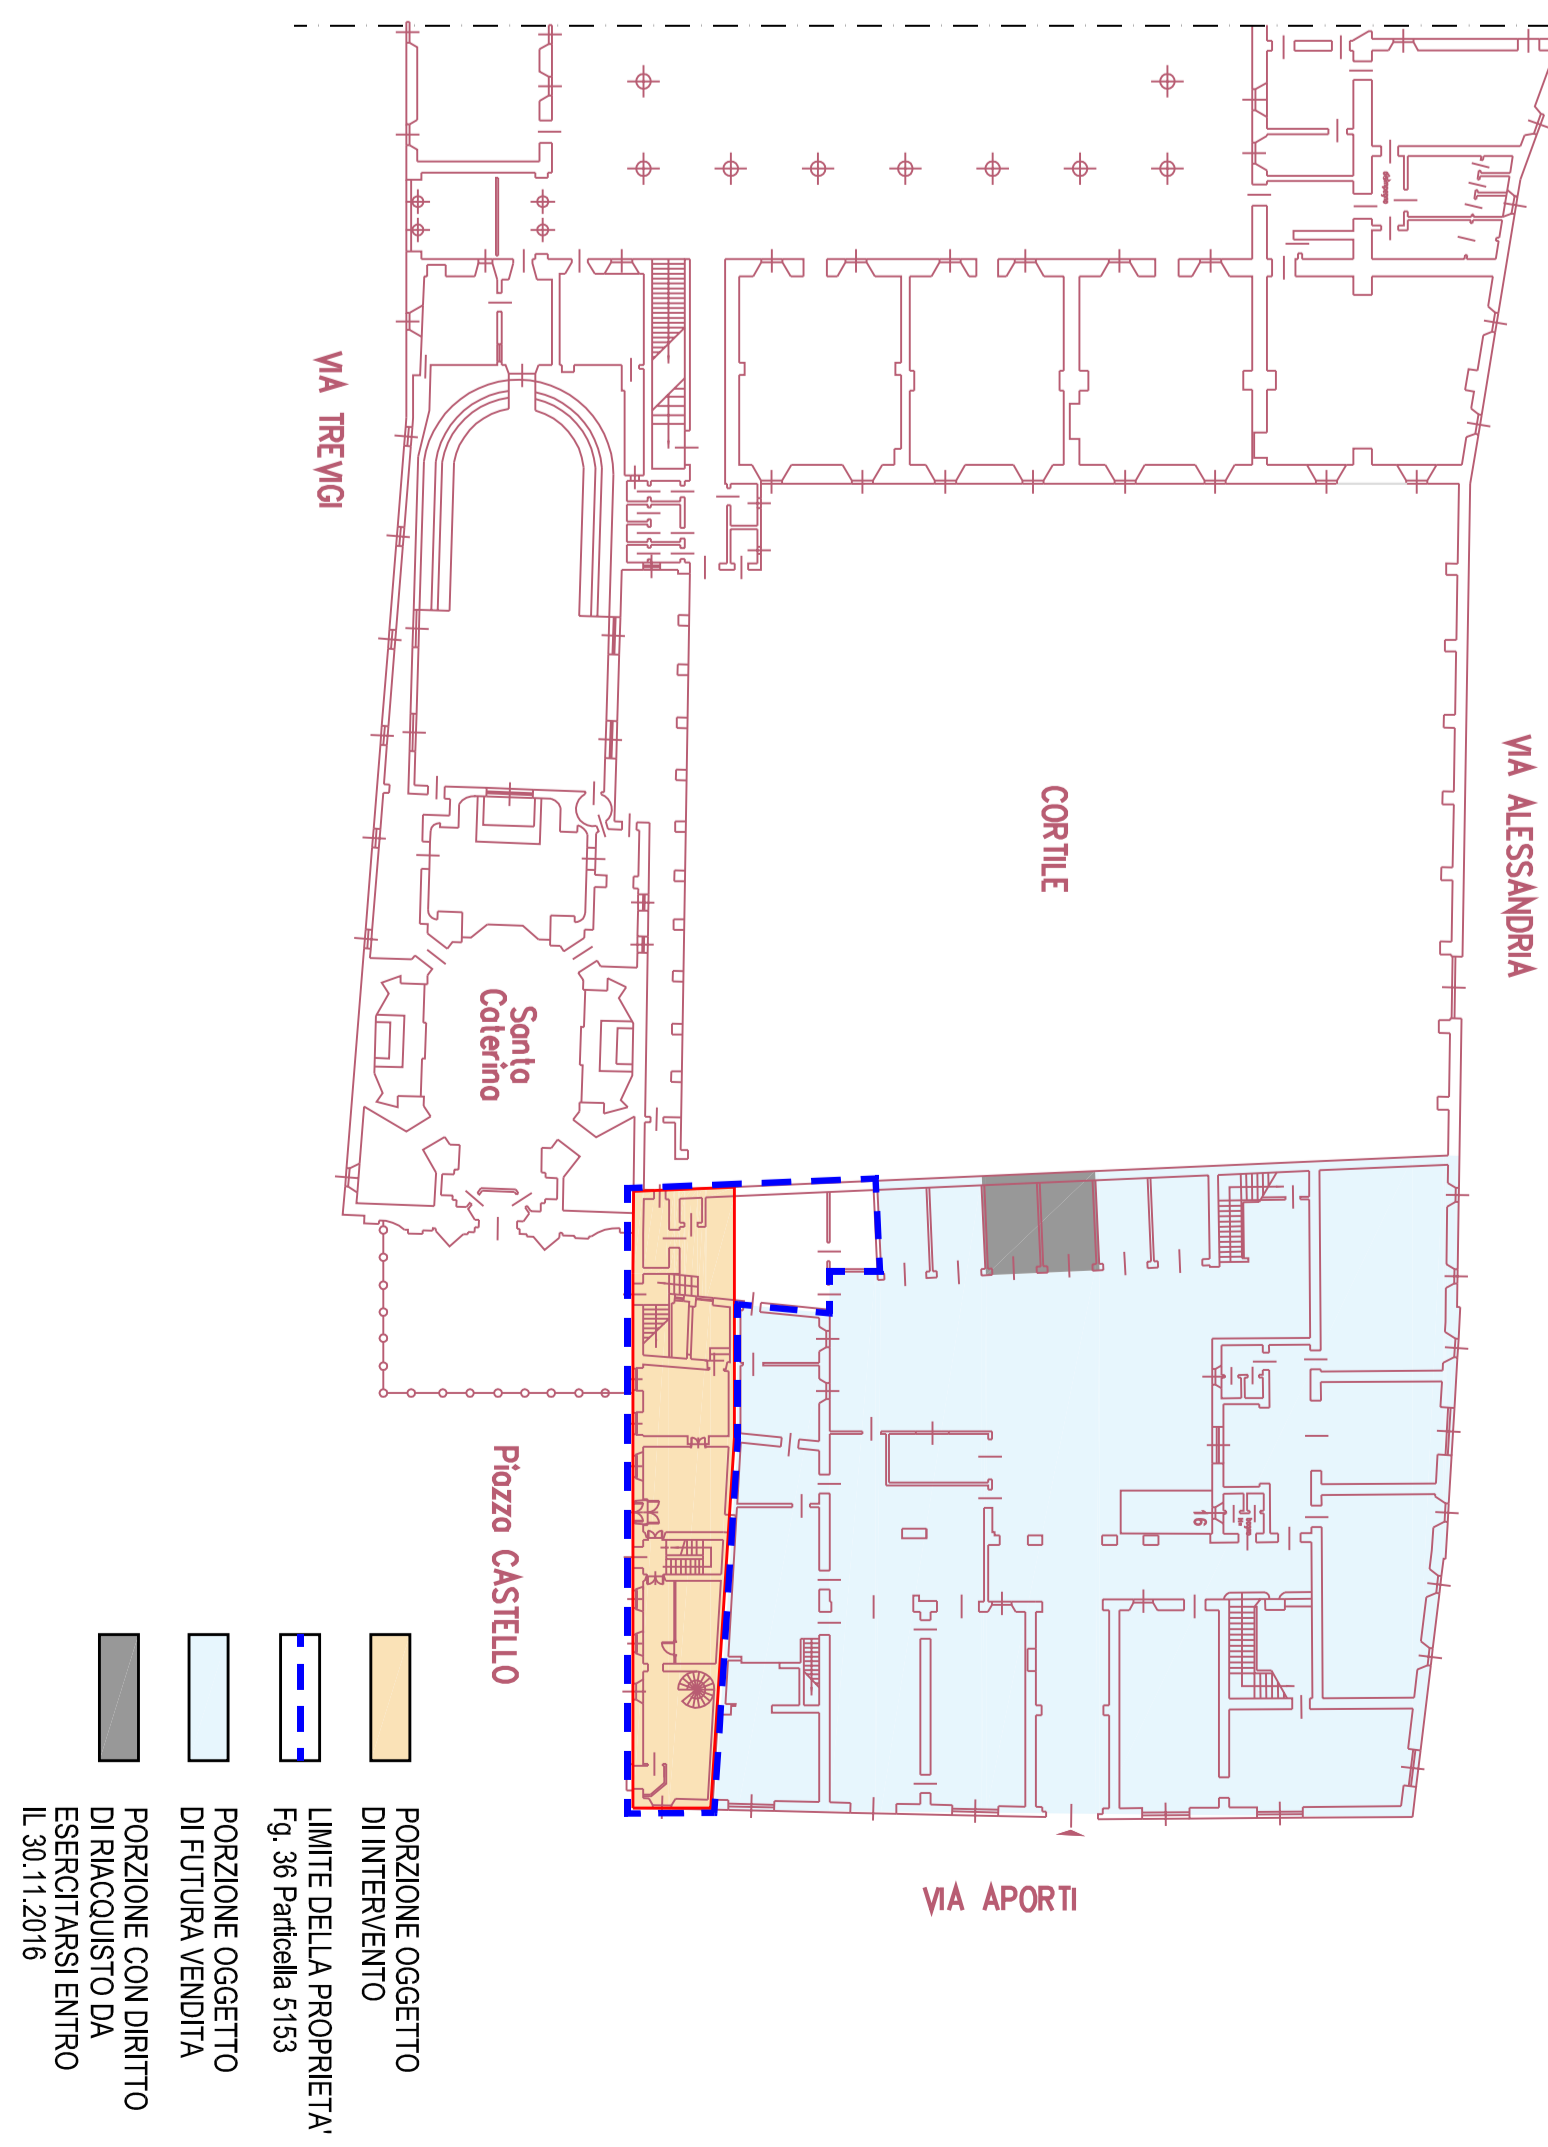 VIA TREVIGI
VIA ALESSANDRIA
CORTILE
Santa
Caterina
Piazza CASTELLO
16
VIA APORTI
PORZIONE OGGETTO
DI INTERVENTO
LIMITE DELLA PROPRIETA'
Fg. 36 Particella 5153
PORZIONE OGGETTO
DI FUTURA VENDITA
PORZIONE CON DIRITTO
DI RIACQUISTO DA
ESERCITARSI ENTRO
IL 30.11.2016